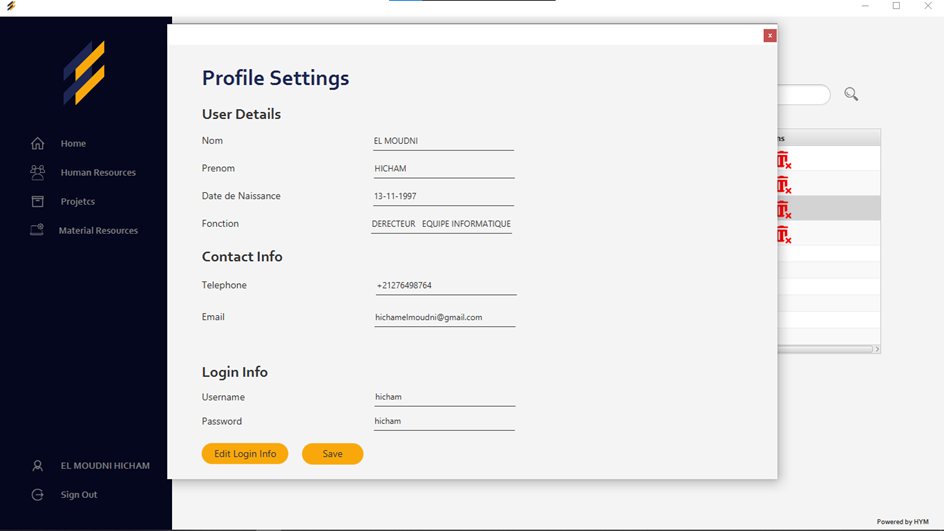 Home
Human Resources
Projetcs
Material Resources
EL MOUDNI HICHAM
Sign Out
x
Profile Settings
User Details
Nom EL MOUDNI
Prenom HICHAM
Date de Naissance 13-11-1997
Fonction DERECTEUR EQUIPE INFORMATIQUE
Contact Info
Telephone +21276498764
Email hichamelmoudni@gmail.com
Login Info
Username hicham
Password hicham
Edit Login Info Save
Powered by HYM